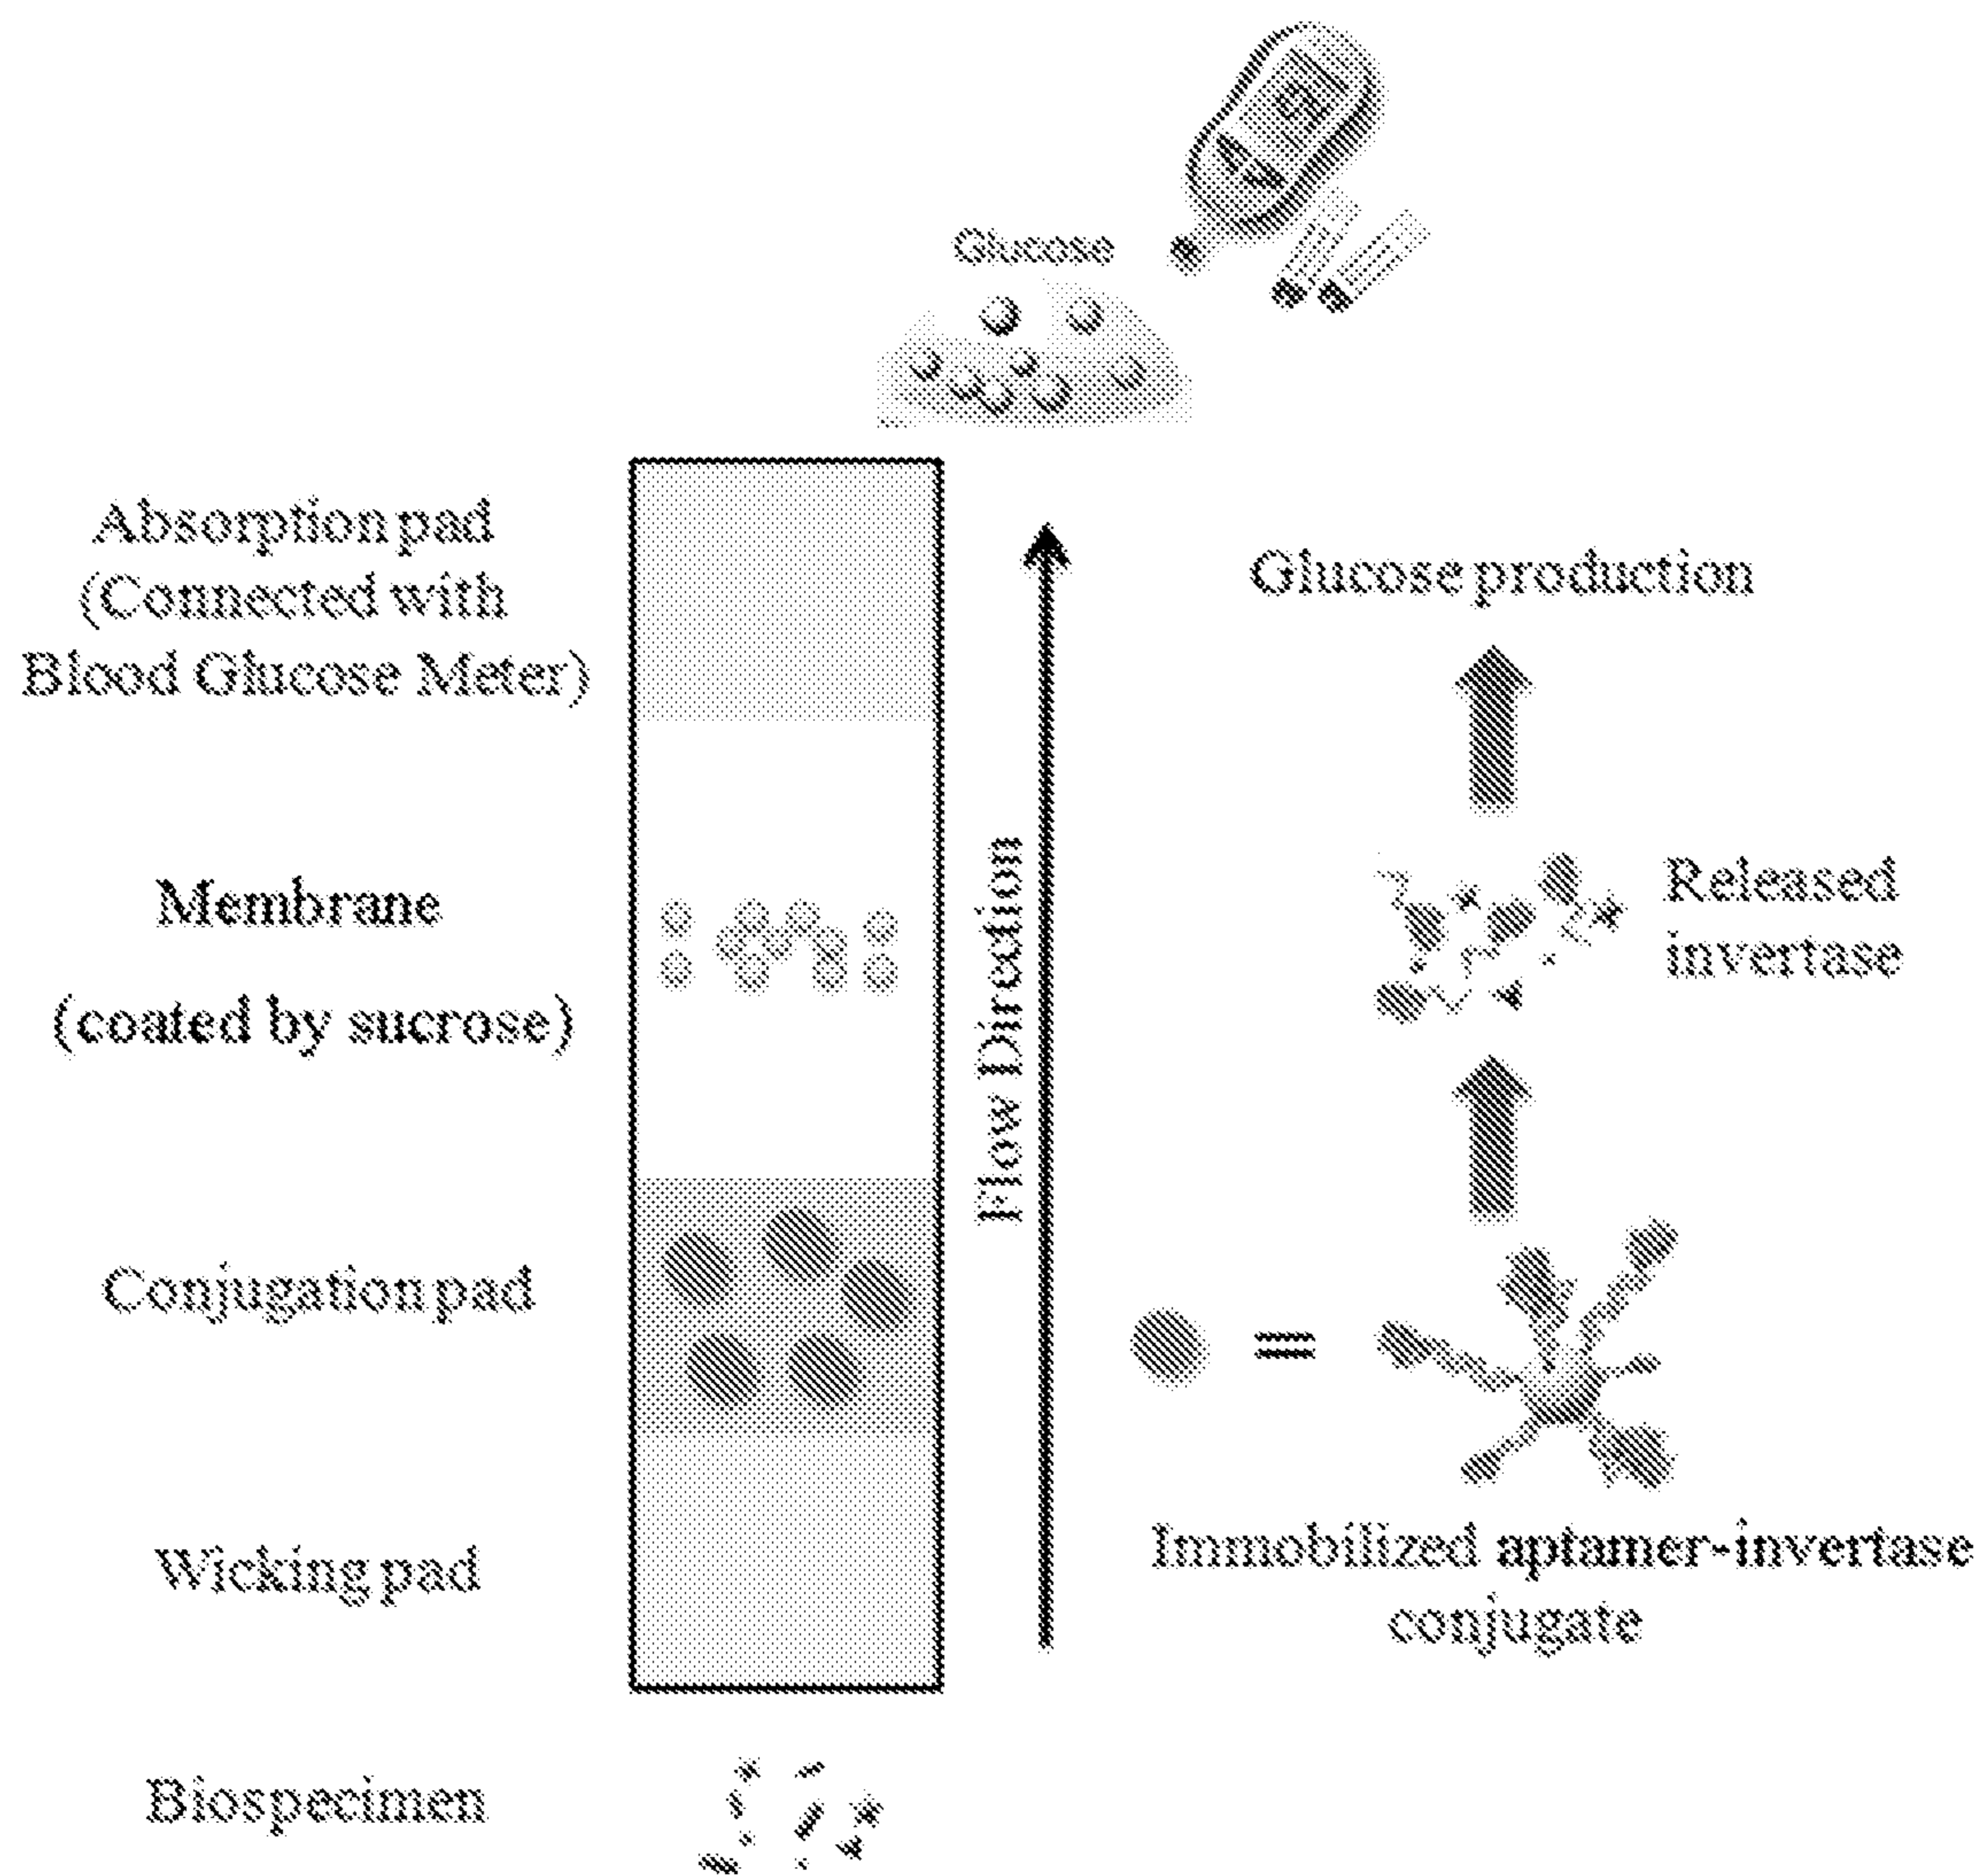 Glucose
Absorption pad
(Connected with
Blood Glucose Meter)
Glucose production
Membrane
(coated by sucrose)
Flow Direction
Released
invertase
Conjugation pad
=
Wicking pad
Immobilized aptamer-invertase
conjugate
Biospecimen